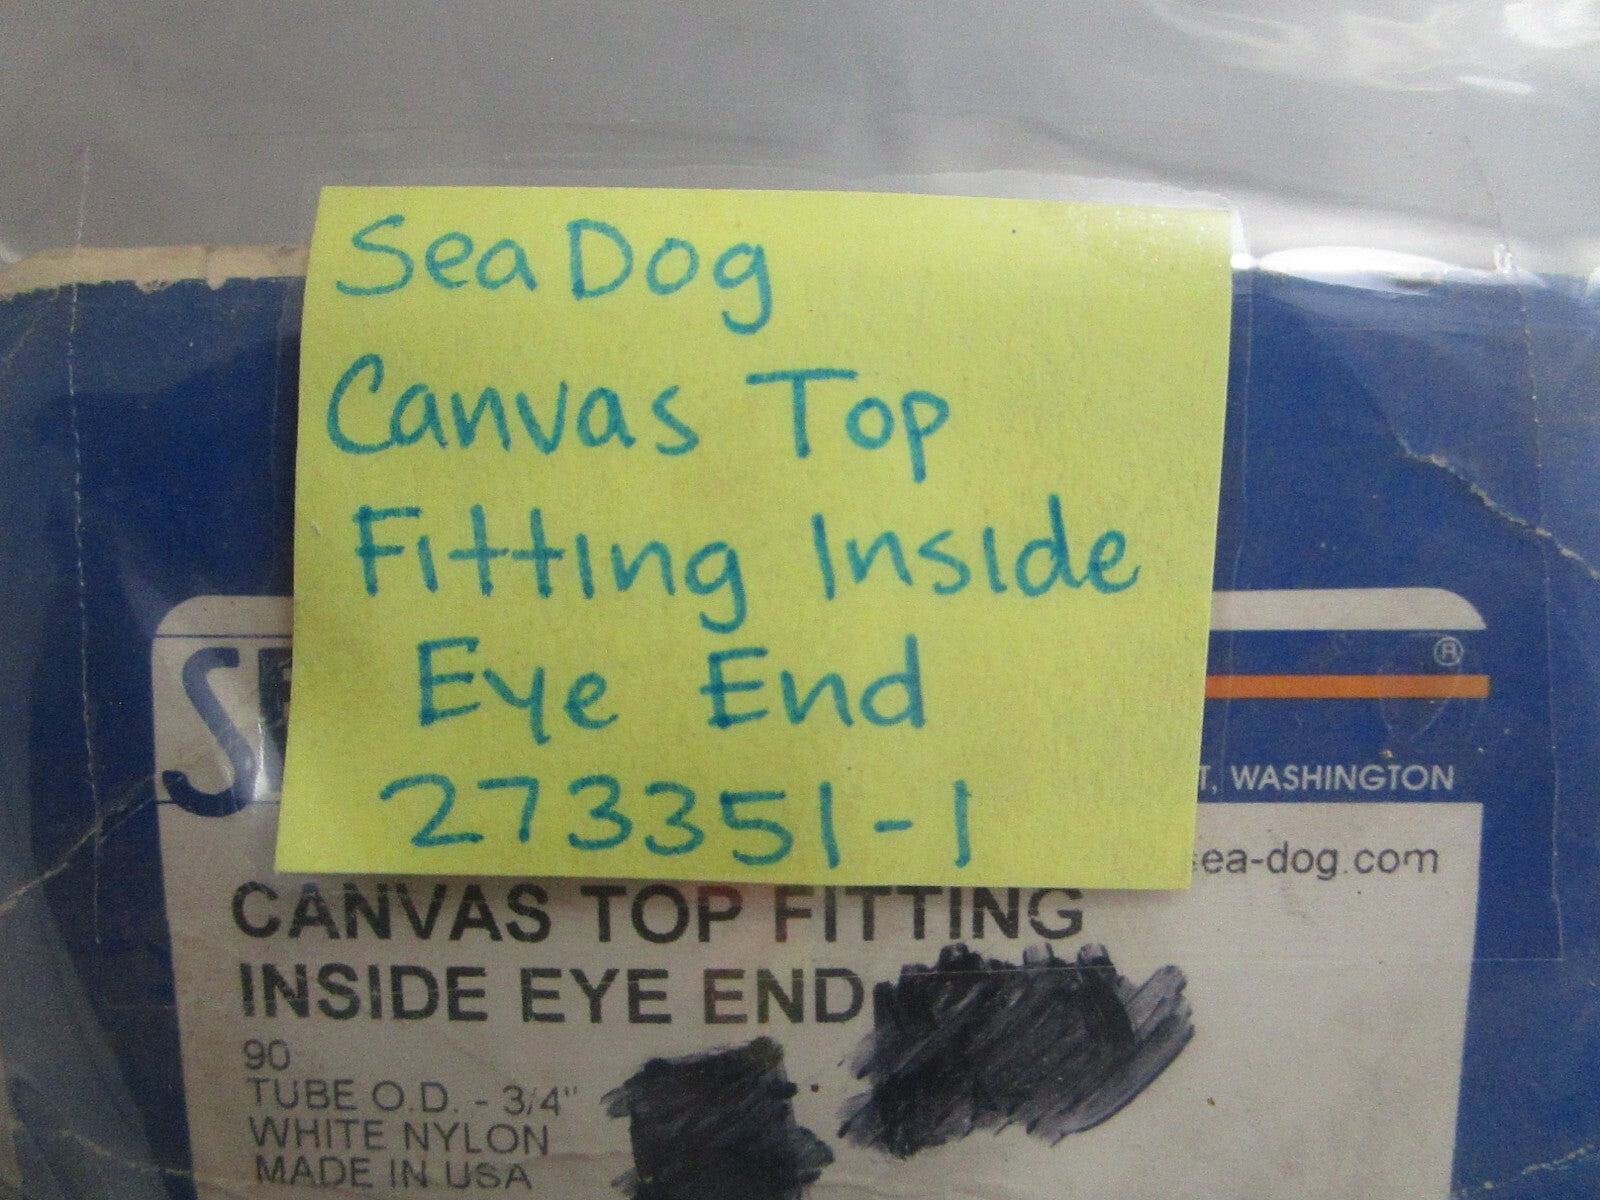 Sea Dog
Canvas Top
Fitting Inside
Eye End
273351-1
®
WASHINGTON
sea-dog.com
CANVAS TOP FITTING
INSIDE EYE END
90
TUBE O.D. - 3/4"
WHITE NYLON
MADE IN USA